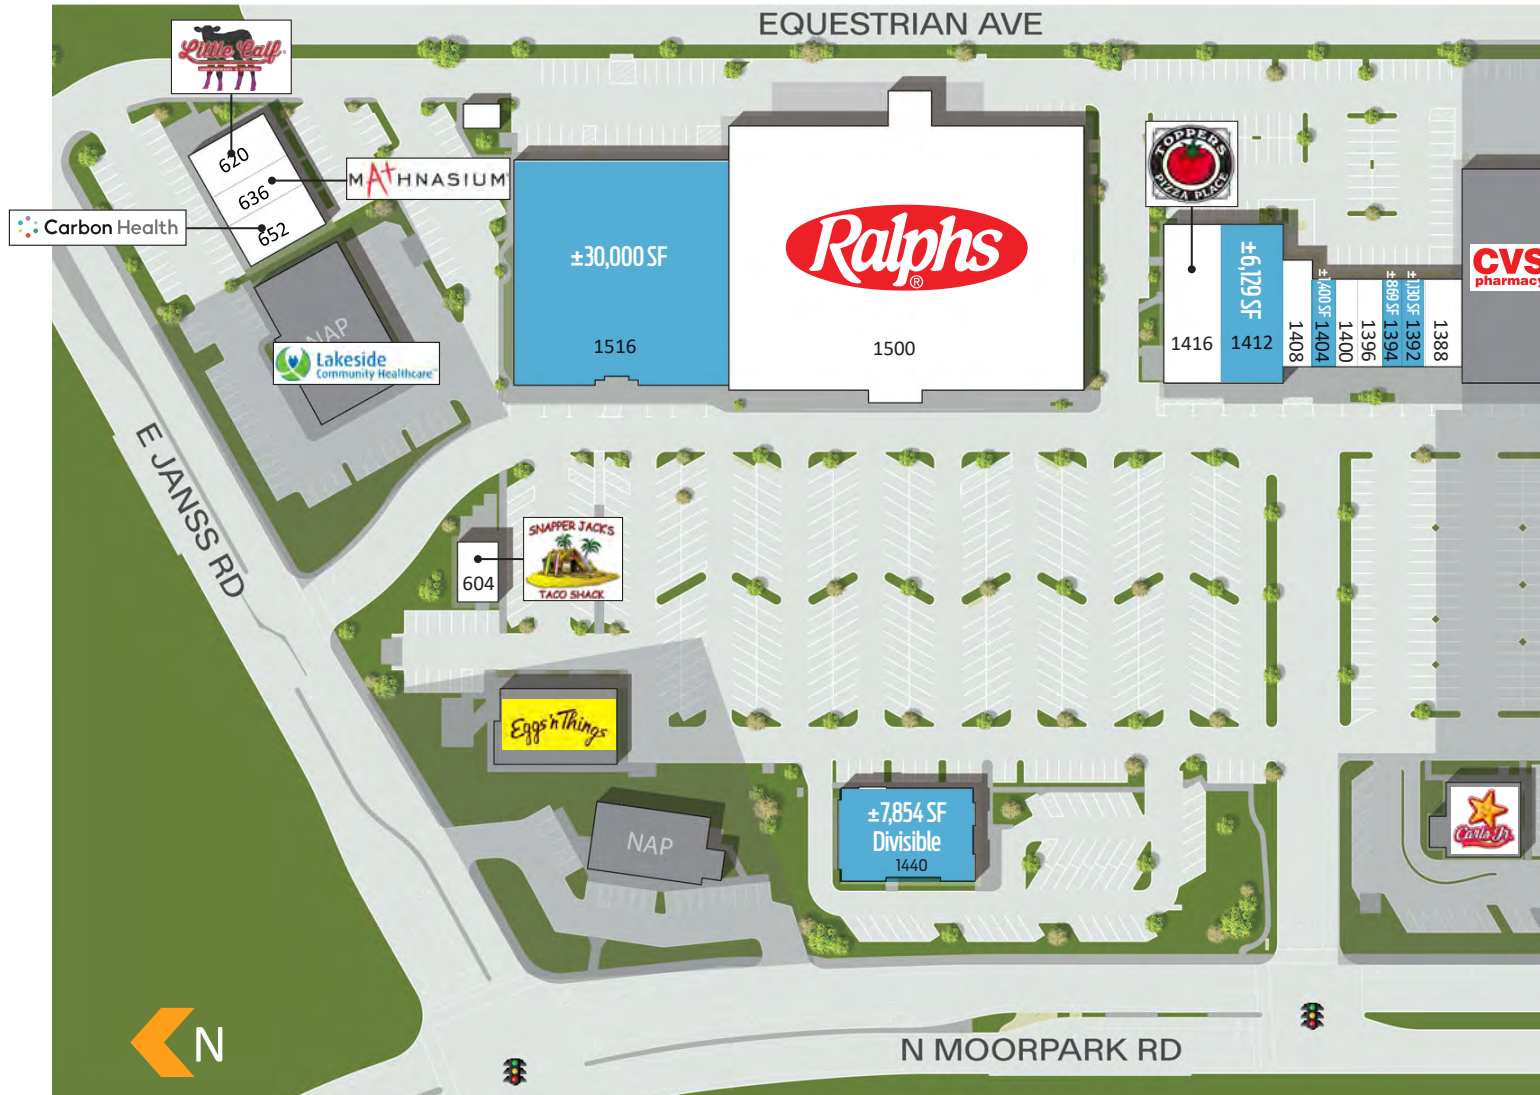 EQUESTRIAN AVE
Little Calf
620
636
652
MA+HNASIUM
Carbon Health
NAP
Lakeside
Community Healthcare
±30,000 SF
1516
Ralphs
®
1500
TOPPERS
PIZZA PLACE
1416
±6,129 SF
1412
1408
±1,400 SF
1404
1400
1396
±869 SF
1394
±1,130 SF
1392
1388
CVS
pharmacy
E JANSS RD
604
SNAPPER JACK'S
TACO SHACK
Eggs 'n Things
NAP
±7,854 SF
Divisible
1440
Carl's Jr.
N
N MOORPARK RD